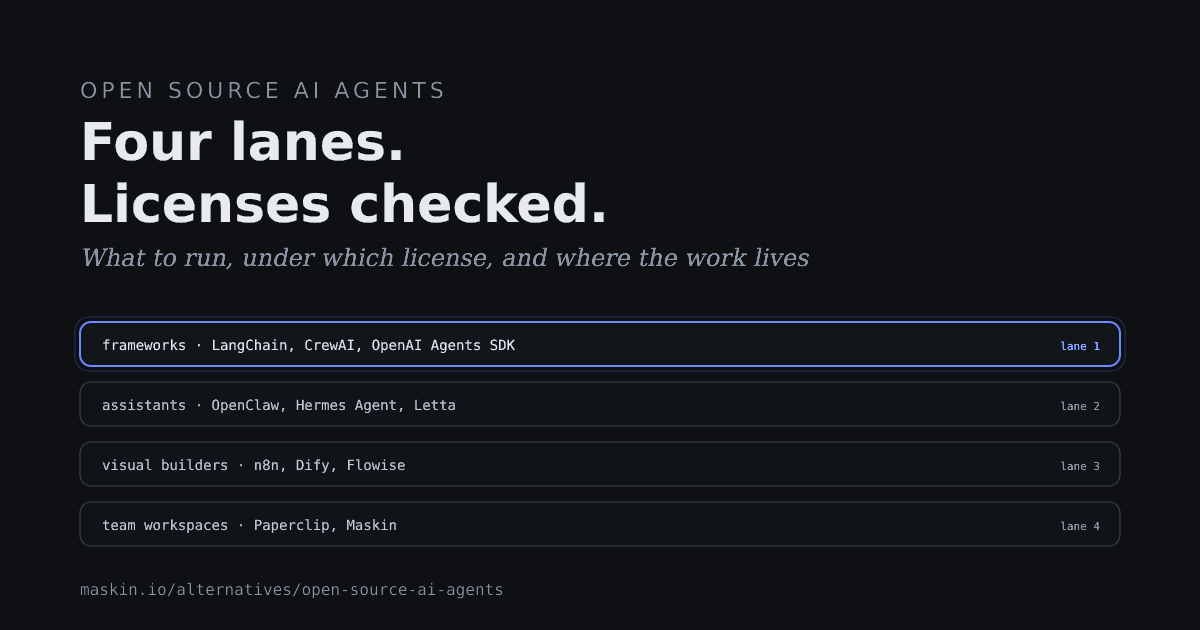 OPEN SOURCE AI AGENTS
Four lanes.
Licenses checked.
What to run, under which license, and where the work lives
frameworks · LangChain, CrewAI, OpenAI Agents SDK lane 1
assistants · OpenClaw, Hermes Agent, Letta lane 2
visual builders · n8n, Dify, Flowise lane 3
team workspaces · Paperclip, Maskin lane 4
maskin.io/alternatives/open-source-ai-agents